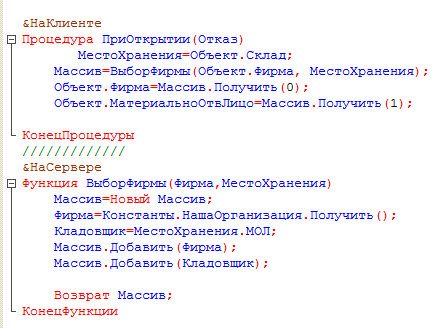 &НаКлиенте
Процедура ПриОткрытии(Отказ)
МестоХранения=Объект.Склад;
Массив=ВыборФирмы(Объект.Фирма, МестоХранения);
Объект.Фирма=Массив.Получить(0);
Объект.МатериальноОтвЛицо=Массив.Получить(1);
КонецПроцедуры
/////////////
&НаСервере
Функция ВыборФирмы(Фирма,МестоХранения)
Массив=Новый Массив;
Фирма=Константы.НашаОрганизация.Получить();
Кладовщик=МестоХранения.МОЛ;
Массив.Добавить(Фирма);
Массив.Добавить(Кладовщик);
Возврат Массив;
КонецФункции